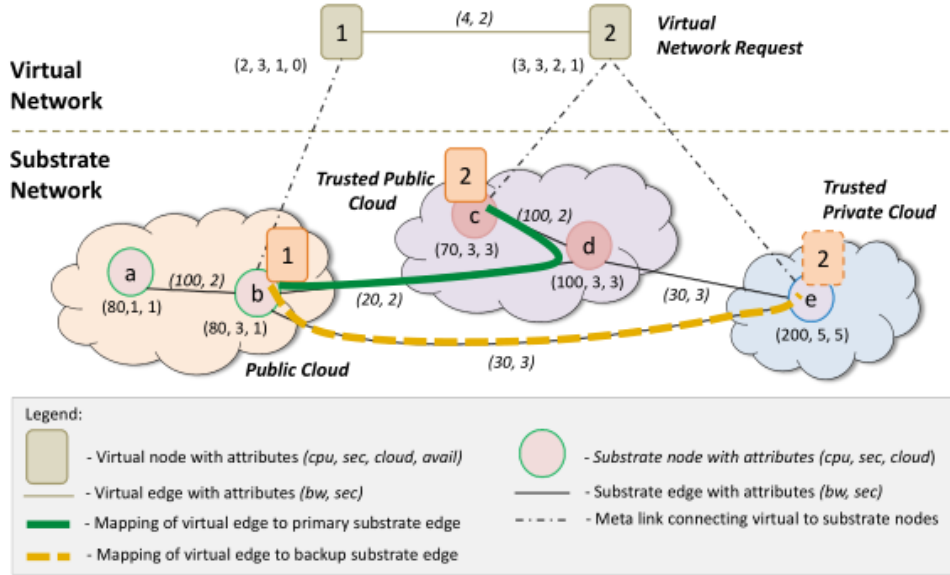 (4, 2)
1
2
Virtual
Network Request
(2, 3, 1, 0)
(3, 3, 2, 1)
Virtual
Network
Substrate
Network
Trusted Public
Cloud
2
Trusted
Private Cloud
c
(100, 2)
d
2
1
a
(100, 2)
b
(70, 3, 3)
(100, 3, 3)
(30, 3)
e
(80,1, 1)
(20, 2)
(80, 3, 1)
(200, 5, 5)
Public Cloud
(30, 3)
Legend:
- Virtual node with attributes (cpu, sec, cloud, avail)
- Substrate node with attributes (cpu, sec, cloud)
- Virtual edge with attributes (bw, sec)
- Substrate edge with attributes (bw, sec)
- Mapping of virtual edge to primary substrate edge
- Meta link connecting virtual to substrate nodes
- Mapping of virtual edge to backup substrate edge